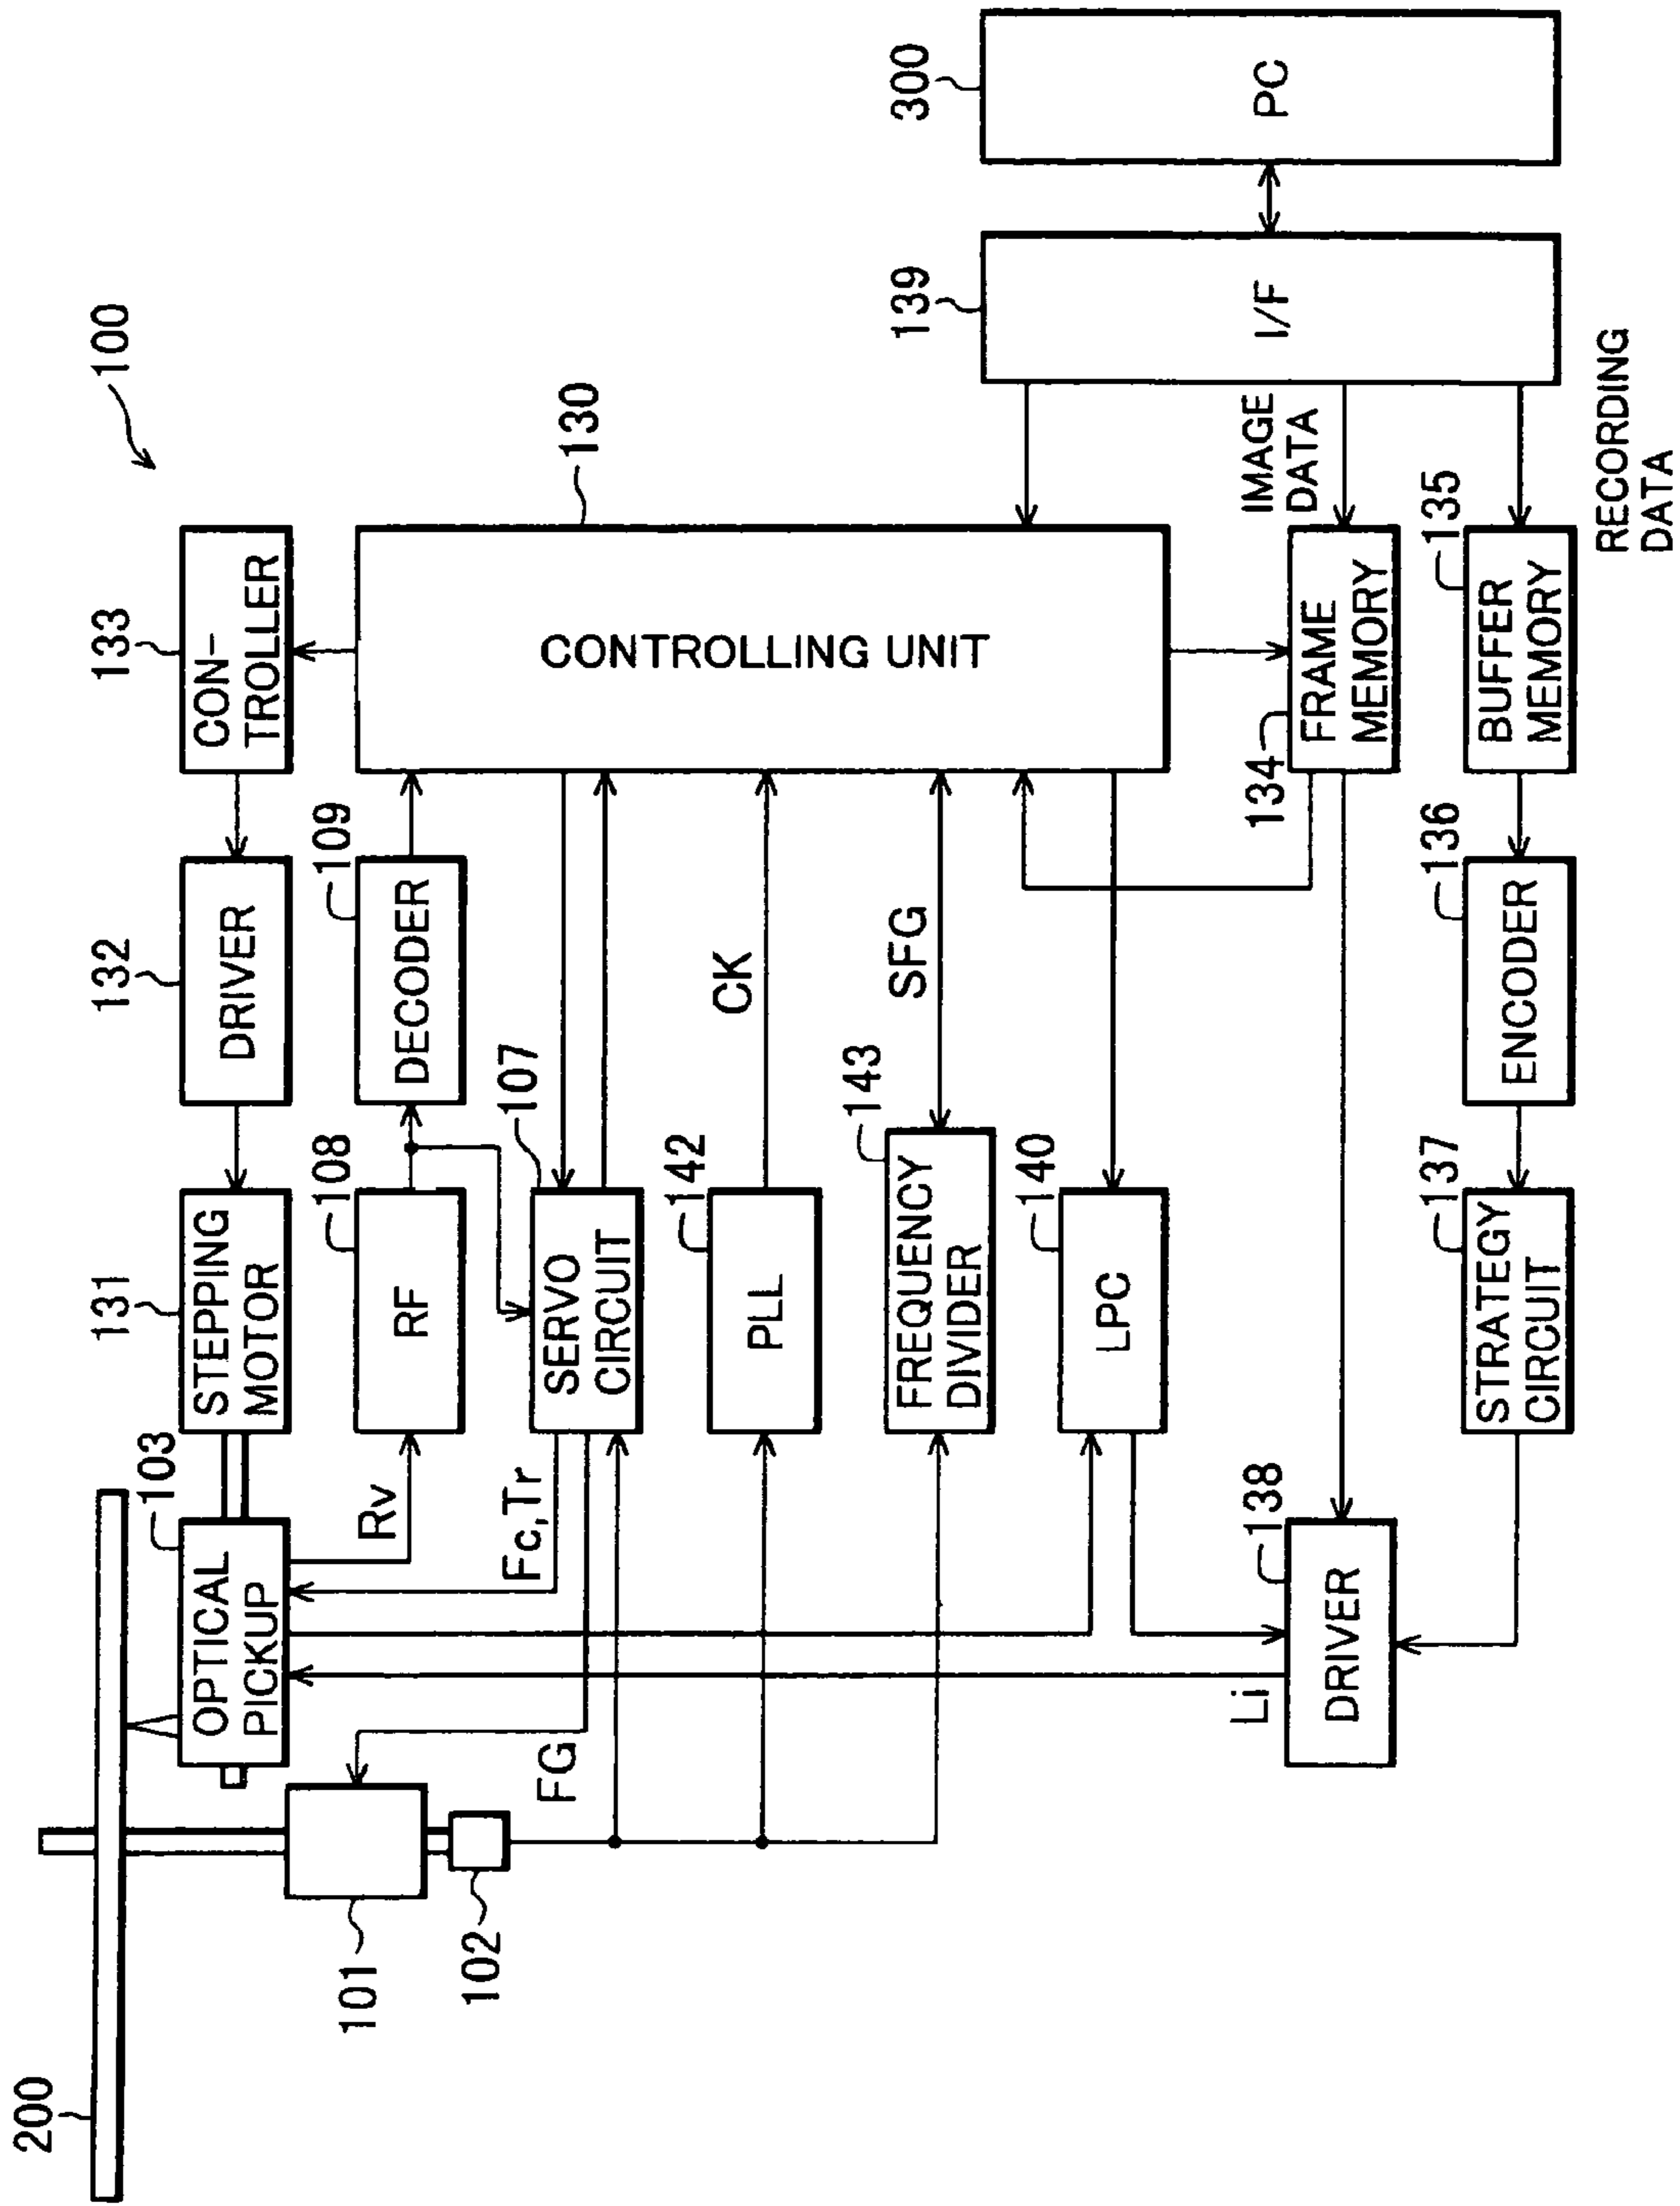 100
200
103
131
132
133
OPTICAL
PICKUP
STEPPING
MOTOR
DRIVER
CON-
TROLLER
101
102
Rv
108
RF
109
DECODER
130
CONTROLLING UNIT
Fc,Tr
107
SERVO
CIRCUIT
FG
142
PLL
CK
143
FREQUENCY
DIVIDER
SFG
140
LPC
139
I/F
300
PC
Li
138
DRIVER
134
FRAME
MEMORY
IMAGE
DATA
137
STRATEGY
CIRCUIT
136
ENCODER
135
BUFFER
MEMORY
RECORDING
DATA